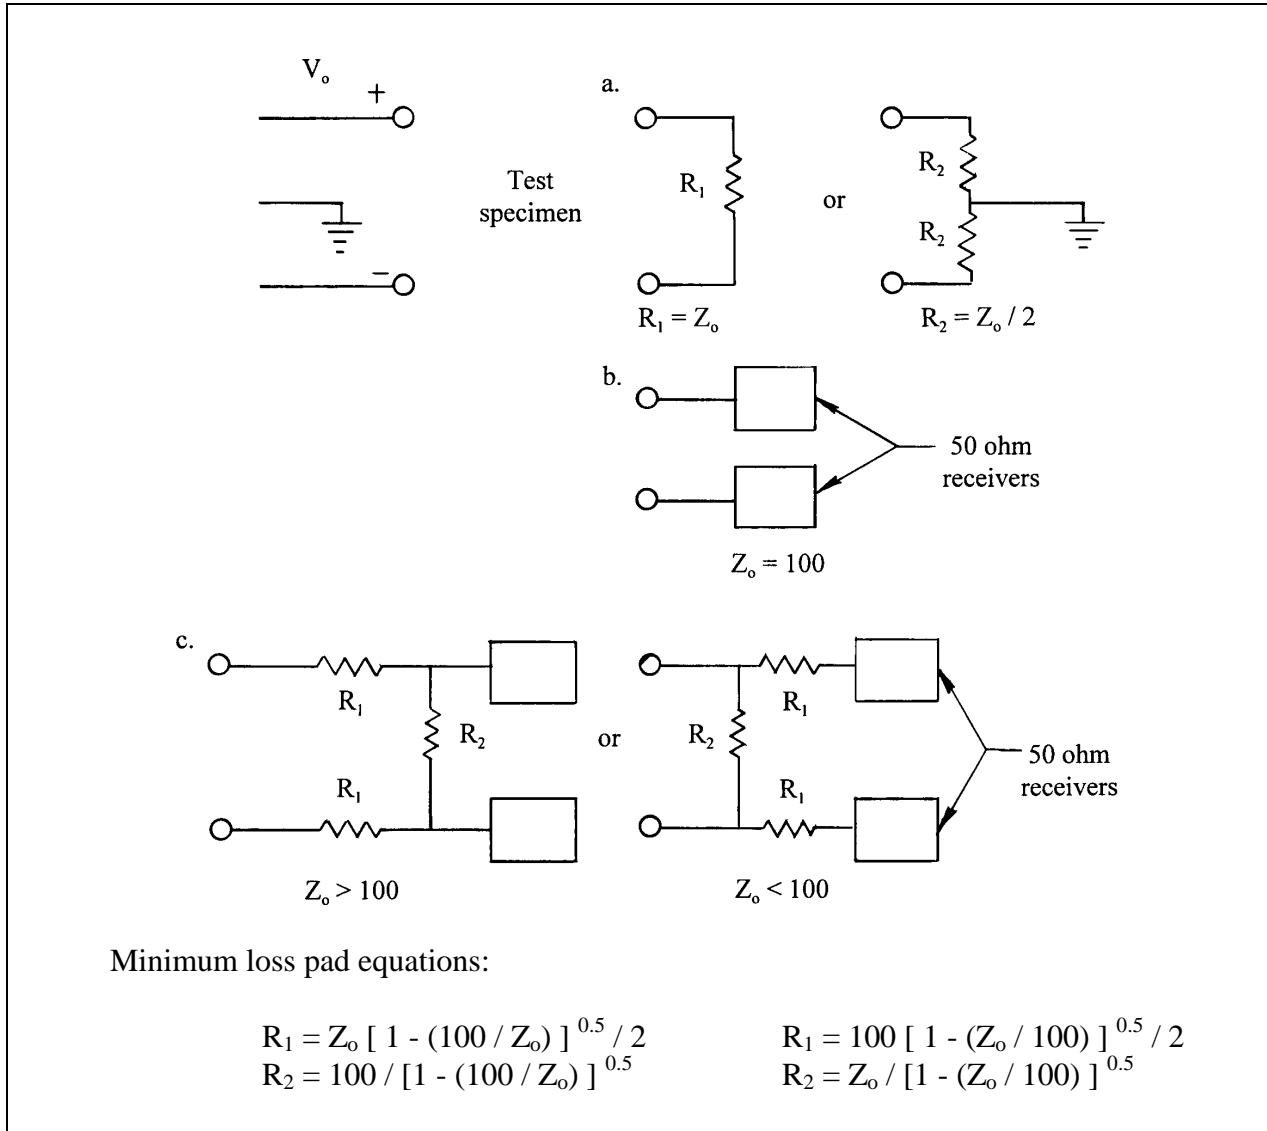 Vₒ
+
−
Test
specimen
a.
R₁
R₁ = Zₒ
or
R₂
R₂
R₂ = Zₒ / 2
b.
50 ohm
receivers
Zₒ = 100
c.
R₁
R₂
R₁
Zₒ > 100
or
R₁
R₂
R₁
Zₒ < 100
50 ohm
receivers
Minimum loss pad equations:
R₁ = Zₒ [ 1 - (100 / Zₒ) ] ^0.5 / 2
R₂ = 100 / [1 - (100 / Zₒ) ] ^0.5
R₁ = 100 [ 1 - (Zₒ / 100) ] ^0.5 / 2
R₂ = Zₒ / [1 - (Zₒ / 100) ] ^0.5